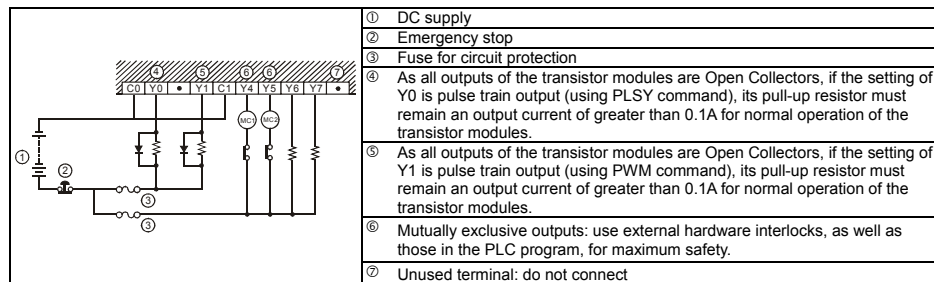 ④ ⑤ ⑥ ⑥ ⑦
C0 Y0 • Y1 C1 Y4 Y5 Y6 Y7 •
MC1 MC2
①
②
③
③
① DC supply
② Emergency stop
③ Fuse for circuit protection
④ As all outputs of the transistor modules are Open Collectors, if the setting of
Y0 is pulse train output (using PLSY command), its pull-up resistor must
remain an output current of greater than 0.1A for normal operation of the
transistor modules.
⑤ As all outputs of the transistor modules are Open Collectors, if the setting of
Y1 is pulse train output (using PWM command), its pull-up resistor must
remain an output current of greater than 0.1A for normal operation of the
transistor modules.
⑥ Mutually exclusive outputs: use external hardware interlocks, as well as
those in the PLC program, for maximum safety.
⑦ Unused terminal: do not connect